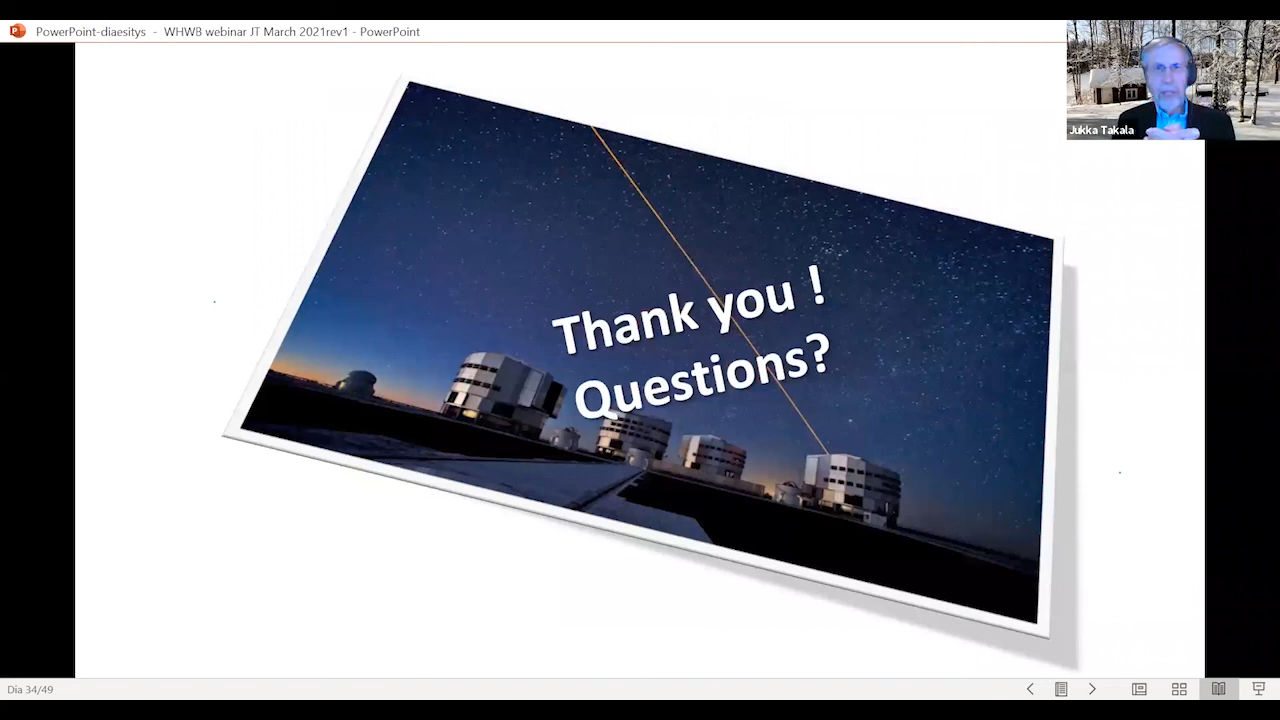 PowerPoint-diaesitys - WHWB webinar JT March 2021rev1 - PowerPoint
Jukka Takala
Thank you !
Questions?
Dia 34/49